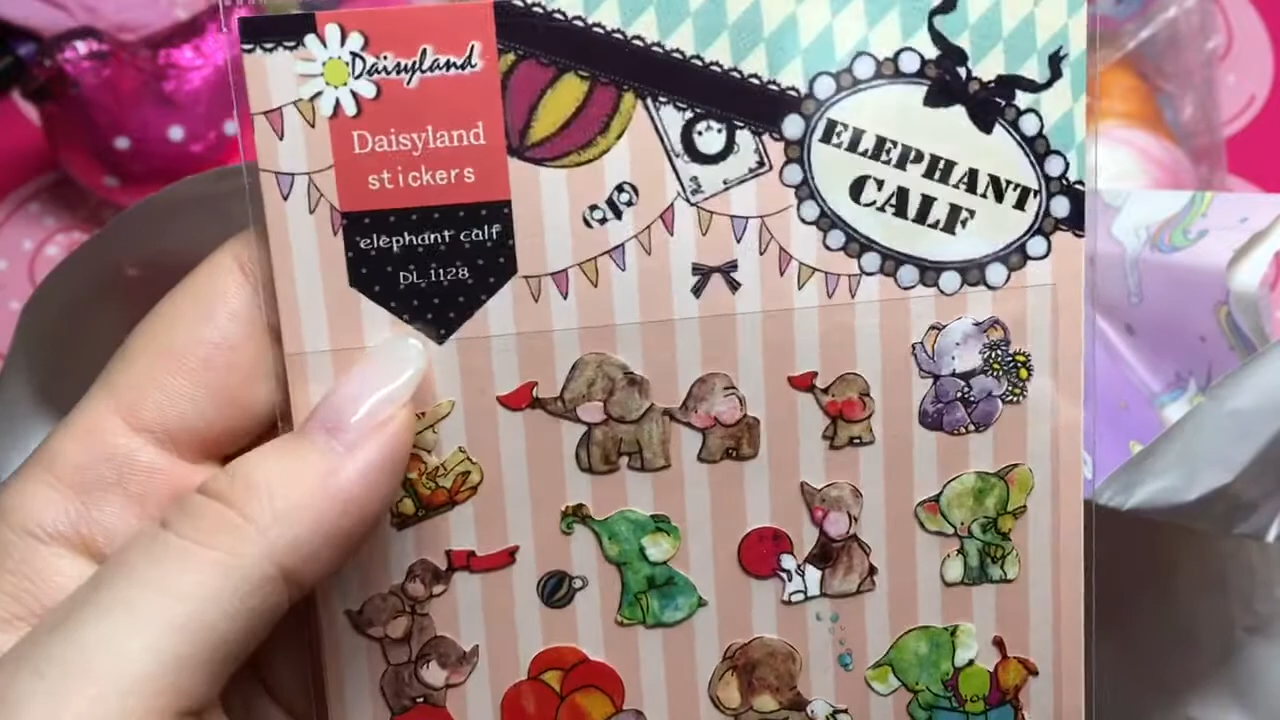 Daisyland
Daisyland
stickers
elephant calf
DL.1128
ELEPHANT
CALF